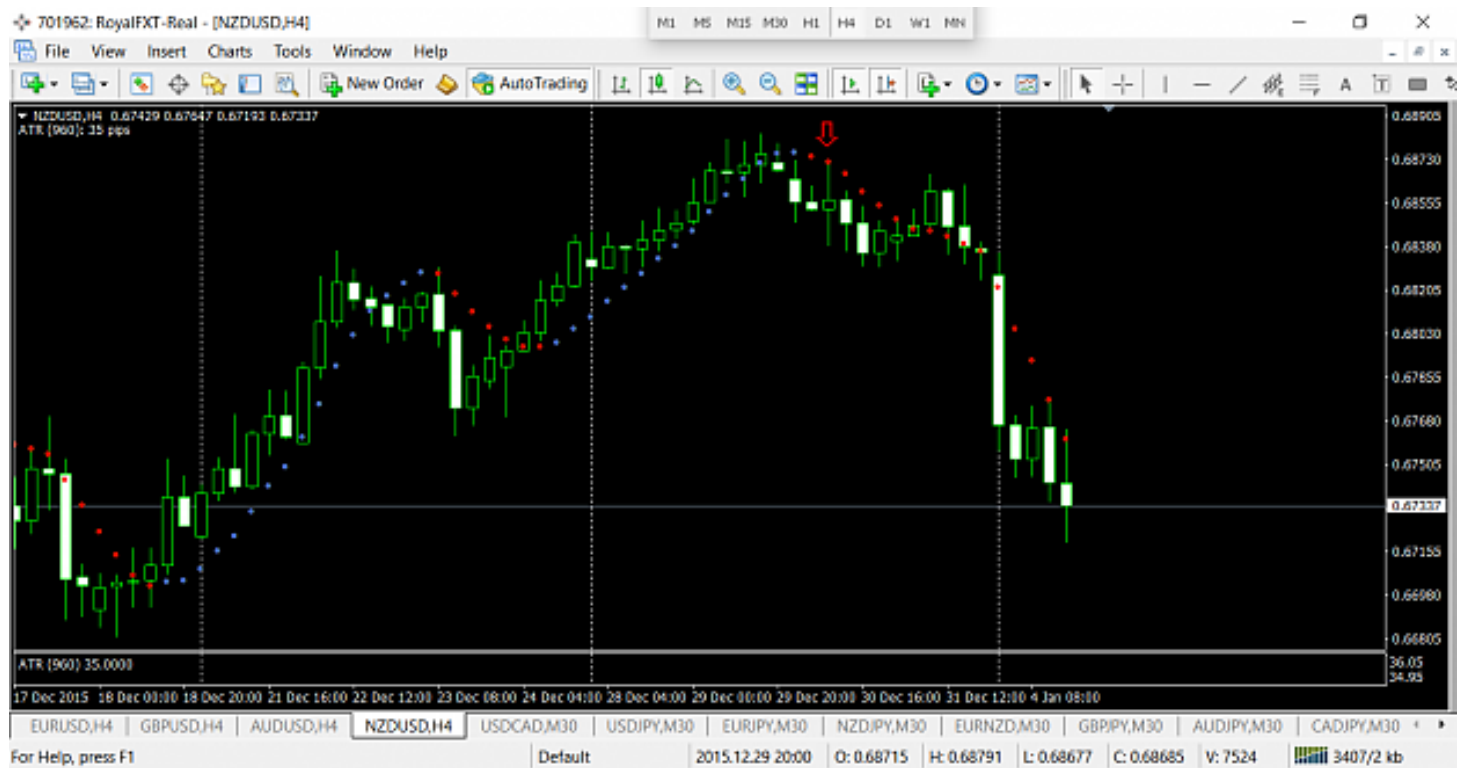 701962: RoyalFXT-Real - [NZDUSD,H4]
M1 M5 M15 M30 H1 H4 D1 W1 MN
File View Insert Charts Tools Window Help
New Order AutoTrading
NZDUSD,H4 0.67429 0.67647 0.67193 0.67337
ATR (960): 35 pips
0.68905
0.68730
0.68555
0.68380
0.68205
0.68030
0.67855
0.67680
0.67505
0.67337
0.67155
0.66980
0.66805
ATR (960) 35.0000
36.05
34.95
17 Dec 2015 18 Dec 00:00 18 Dec 20:00 21 Dec 16:00 22 Dec 12:00 23 Dec 08:00 24 Dec 04:00 28 Dec 04:00 29 Dec 00:00 29 Dec 20:00 30 Dec 16:00 31 Dec 12:00 4 Jan 08:00
EURUSD,H4 GBPUSD,H4 AUDUSD,H4 NZDUSD,H4 USDCAD,M30 USDJPY,M30 EURJPY,M30 NZDJPY,M30 EURNZD,M30 GBPJPY,M30 AUDJPY,M30 CADJPY,M30
For Help, press F1 Default 2015.12.29 20:00 O: 0.68715 H: 0.68791 L: 0.68677 C: 0.68685 V: 7524 3407/2 kb